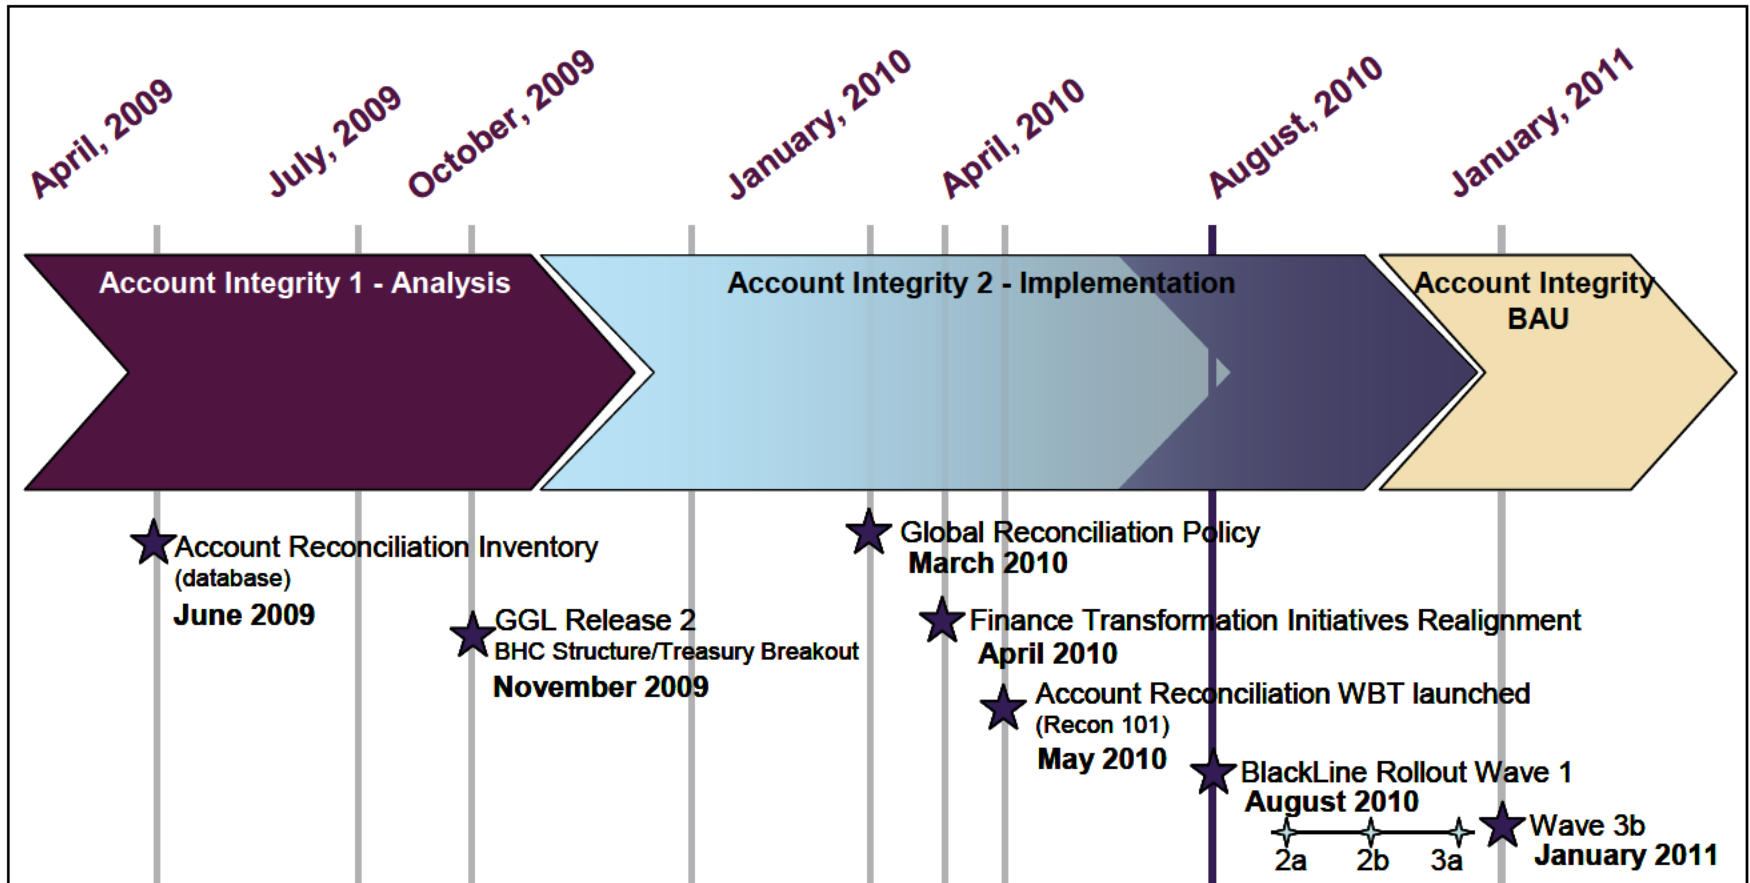 April, 2009
July, 2009
October, 2009
January, 2010
April, 2010
August, 2010
January, 2011
Account Integrity 1 - Analysis
Account Integrity 2 - Implementation
Account Integrity
BAU
Account Reconciliation Inventory
(database)
June 2009
GGL Release 2
BHC Structure/Treasury Breakout
November 2009
Global Reconciliation Policy
March 2010
Finance Transformation Initiatives Realignment
April 2010
Account Reconciliation WBT launched
(Recon 101)
May 2010
BlackLine Rollout Wave 1
August 2010
2a
2b
3a
Wave 3b
January 2011